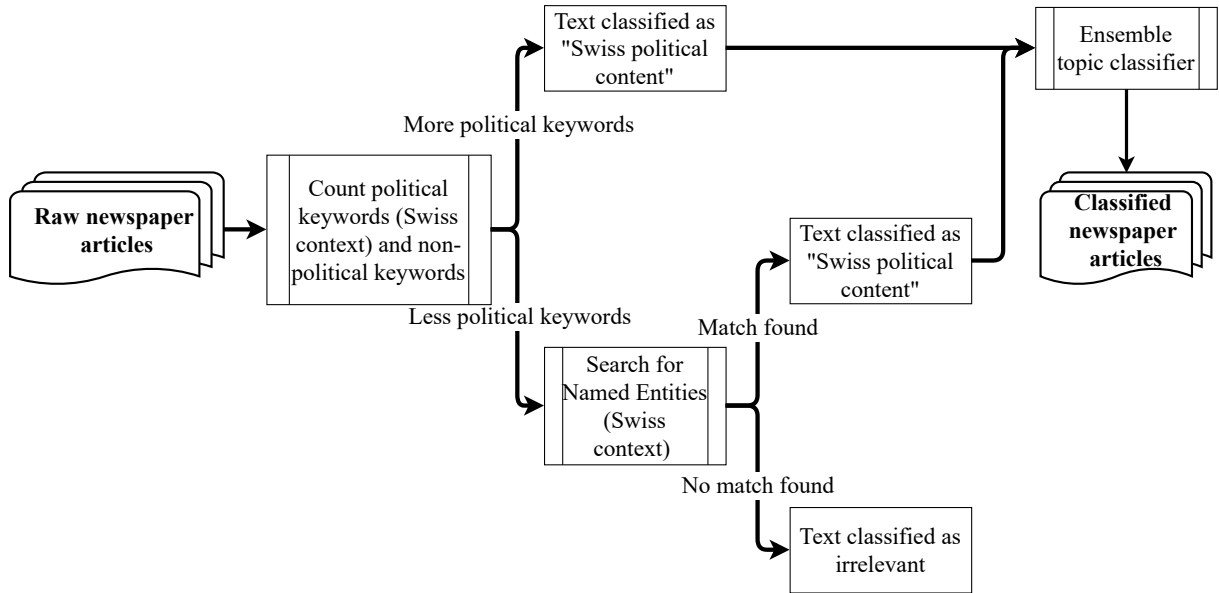 Raw newspaper
articles
Count political
keywords (Swiss
context) and non-
political keywords
More political keywords
Less political keywords
Text classified as
"Swiss political
content"
Search for
Named Entities
(Swiss
context)
Match found
No match found
Text classified as
"Swiss political
content"
Text classified as
irrelevant
Ensemble
topic classifier
Classified
newspaper
articles